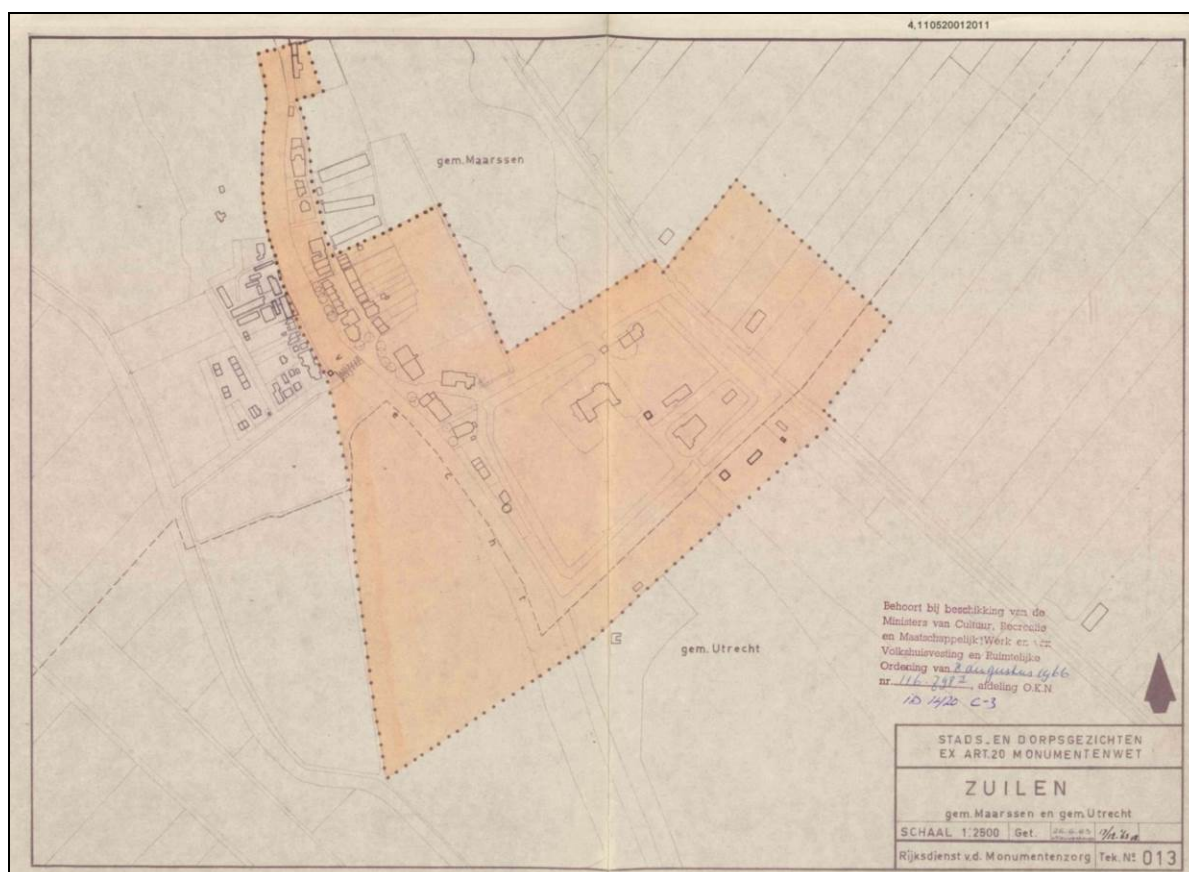 4.110520012011
gem. Maarssen
gem. Utrecht
Behoort bij beschikking van de
Ministers van Cultuur, Recreatie
en Maatschappelijk Werk en van
Volkshuisvesting en Ruimtelijke
Ordening van 8 augustus 1966
nr. afdeling O.K.N.
STADS_EN DORPSGEZICHTEN
EX ART.20 MONUMENTENWET
ZUILEN
gem. Maarssen en gem. Utrecht
SCHAAL 1:2500 Get.
Rijksdienst v.d. Monumentenzorg Tek. Nº 013